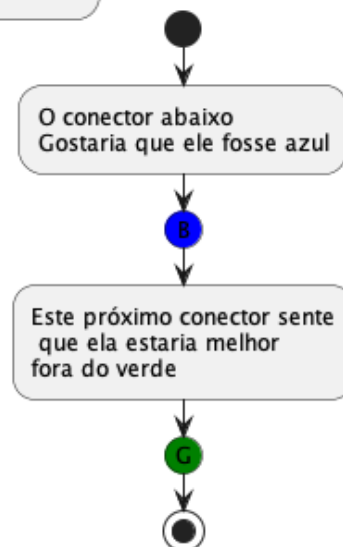 O conector abaixo
Gostaria que ele fosse azul
B
Este próximo conector sente
que ela estaria melhor
fora do verde
G